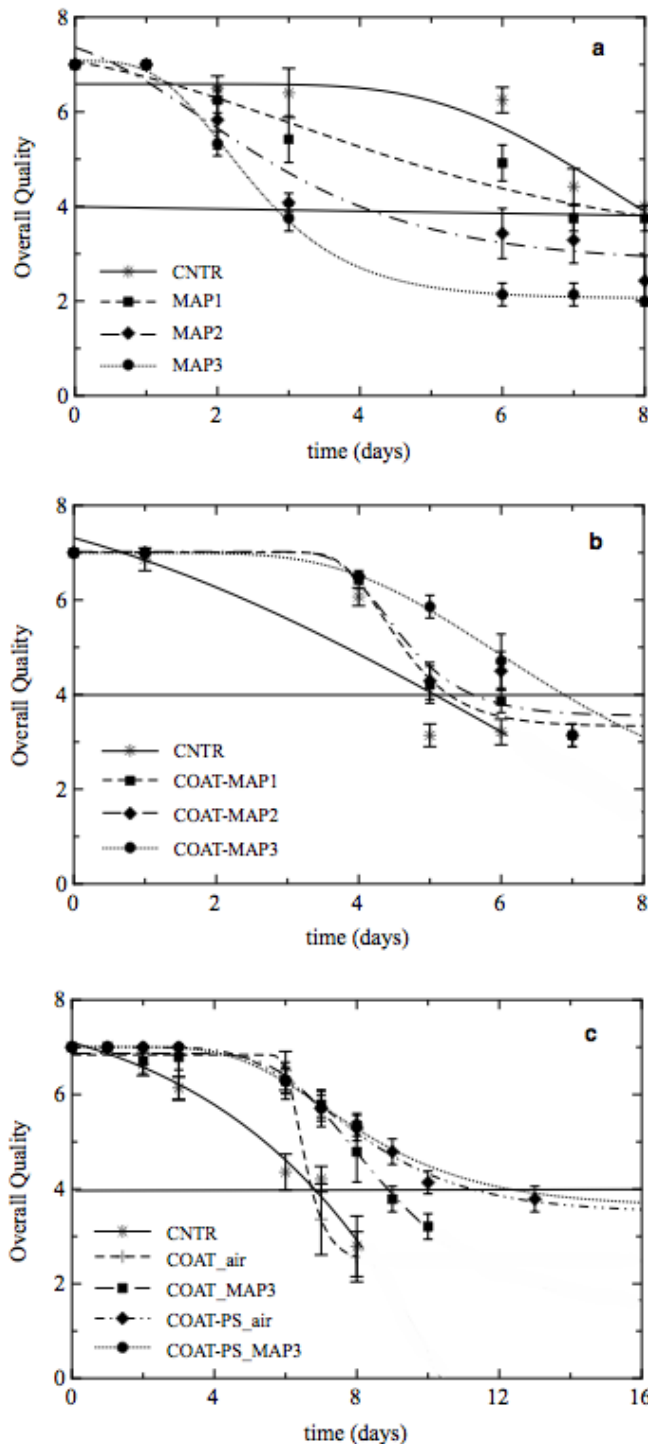 8
a
6
Overall Quality
4
CNTR
MAP1
2
MAP2
MAP3
0
0 2 4 6 8
time (days)
8
b
6
Overall Quality
4
CNTR
COAT-MAP1
2
COAT-MAP2
COAT-MAP3
0
0 2 4 6 8
time (days)
8
c
6
Overall Quality
4
CNTR
COAT_air
2
COAT_MAP3
COAT-PS_air
COAT-PS_MAP3
0
0 4 8 12 16
time (days)